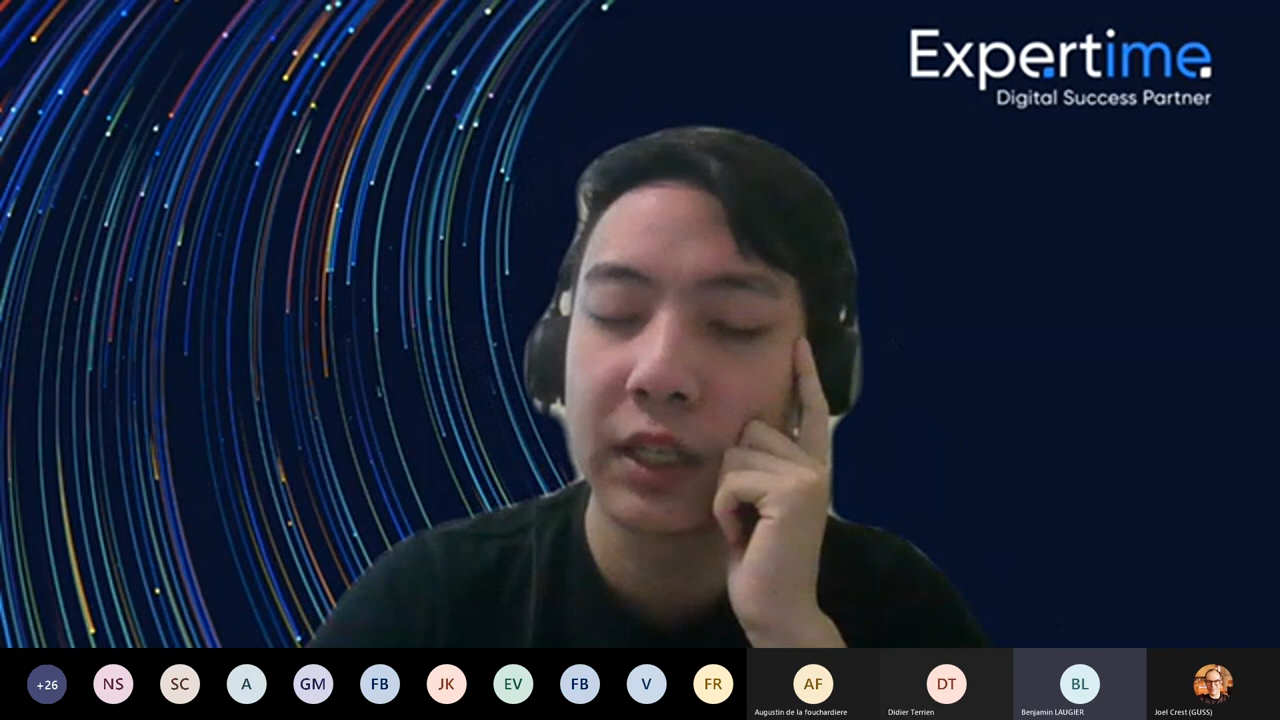 Expertime
Digital Success Partner
+26
NS
SC
A
GM
FB
JK
EV
FB
V
FR
AF
DT
BL
Augustin de la fouchardiere
Didier Terrien
Benjamin LAUGIER
Joel Crest (GUSS)